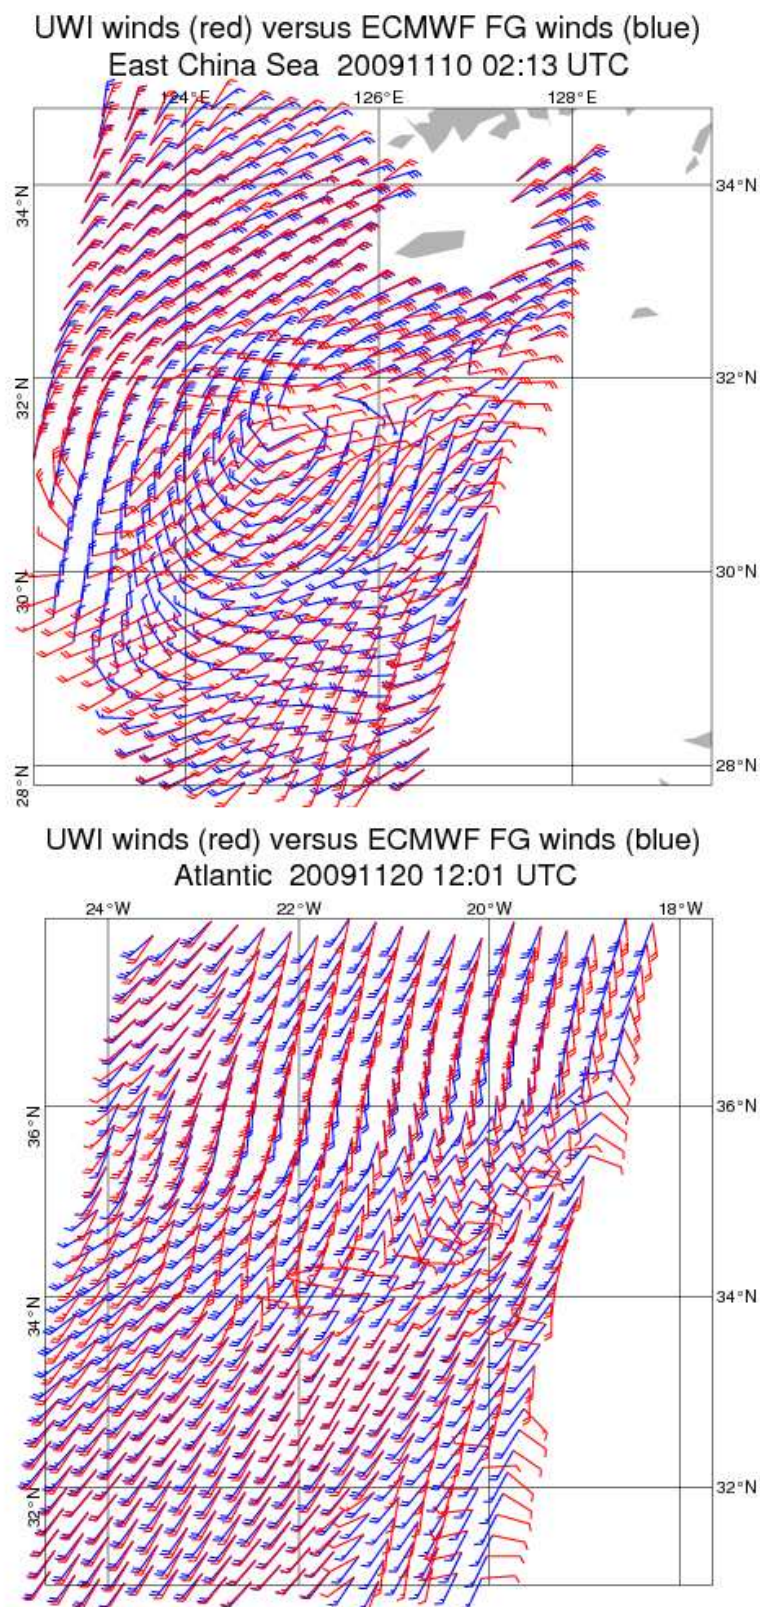 UWI winds (red) versus ECMWF FG winds (blue)
East China Sea 20091110 02:13 UTC
124°E 126°E 128°E
34°N 34°N
32°N 32°N
30°N 30°N
28°N 28°N
UWI winds (red) versus ECMWF FG winds (blue)
Atlantic 20091120 12:01 UTC
24°W 22°W 20°W 18°W
36°N 36°N
34°N 34°N
32°N 32°N